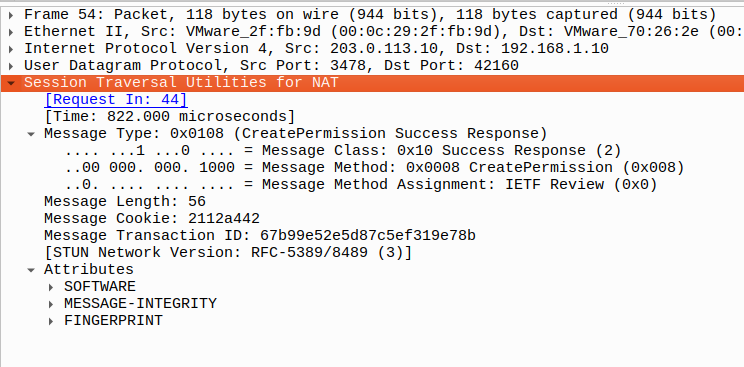 Frame 54: Packet, 118 bytes on wire (944 bits), 118 bytes captured (944 bits)
Ethernet II, Src: VMware_2f:fb:9d (00:0c:29:2f:fb:9d), Dst: VMware_70:26:2e (00:
Internet Protocol Version 4, Src: 203.0.113.10, Dst: 192.168.1.10
User Datagram Protocol, Src Port: 3478, Dst Port: 42160
Session Traversal Utilities for NAT
[Request In: 44]
[Time: 822.000 microseconds]
Message Type: 0x0108 (CreatePermission Success Response)
.... ...1 ...0 .... = Message Class: 0x10 Success Response (2)
..00 000. 000. 1000 = Message Method: 0x0008 CreatePermission (0x008)
..0. .... .... .... = Message Method Assignment: IETF Review (0x0)
Message Length: 56
Message Cookie: 2112a442
Message Transaction ID: 67b99e52e5d87c5ef319e78b
[STUN Network Version: RFC-5389/8489 (3)]
Attributes
SOFTWARE
MESSAGE-INTEGRITY
FINGERPRINT